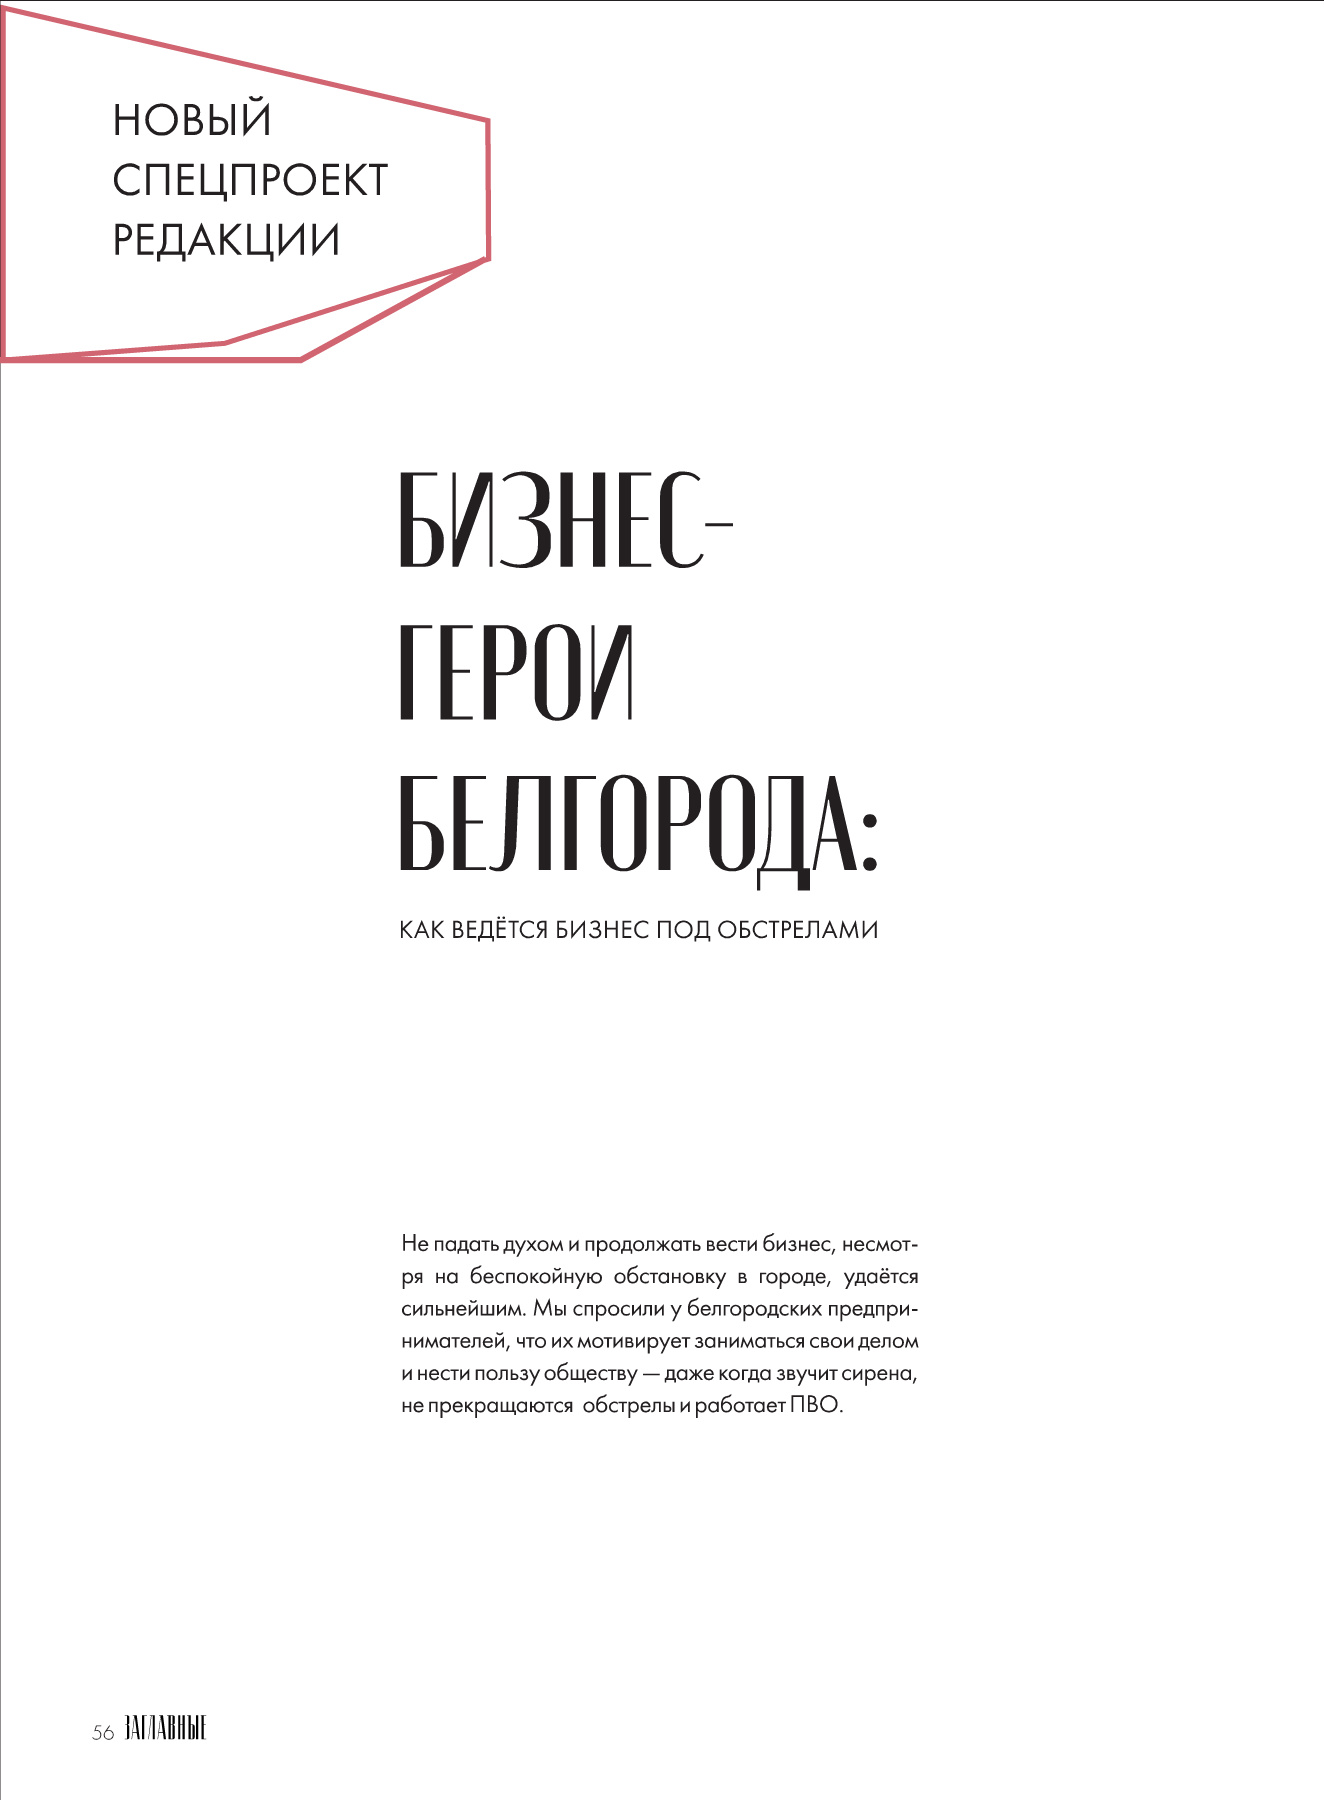 НОВЫЙ
СПЕЦПРОЕКТ
РЕДАКЦИИ
БИЗНЕС-
ГЕРОИ
БЕЛГОРОДА:
КАК ВЕДЁТСЯ БИЗНЕС ПОД ОБСТРЕЛАМИ
Не падать духом и продолжать вести бизнес, несмот-
ря на беспокойную обстановку в городе, удаётся
сильнейшим. Мы спросили у белгородских предпри-
нимателей, что их мотивирует заниматься свои делом
и нести пользу обществу — даже когда звучит сирена,
не прекращаются обстрелы и работает ПВО.
56 ЗАГЛАВНЫЕ